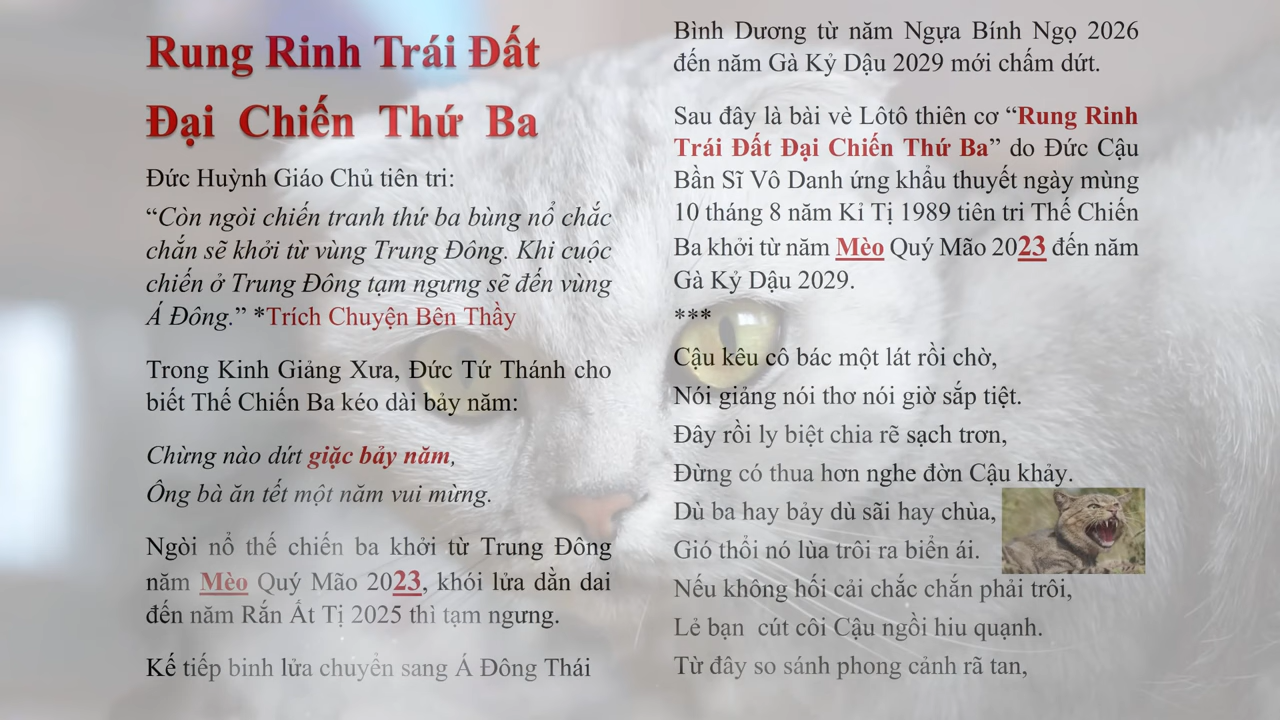 Rung Rinh Trái Đất
Đại Chiến Thứ Ba
Đức Huỳnh Giáo Chủ tiên tri:
“Còn ngòi chiến tranh thứ ba bùng nổ chắc
chắn sẽ khởi từ vùng Trung Đông. Khi cuộc
chiến ở Trung Đông tạm ngưng sẽ đến vùng
Á Đông.” *Trích Chuyện Bên Thầy
Trong Kinh Giảng Xưa, Đức Tứ Thánh cho
biết Thế Chiến Ba kéo dài bảy năm:
Chừng nào dứt giặc bảy năm,
Ông bà ăn tết một năm vui mừng.
Ngòi nổ thế chiến ba khởi từ Trung Đông
năm Mèo Quý Mão 2023, khói lửa dằn dai
đến năm Rắn Ất Tị 2025 thì tạm ngưng.
Kế tiếp binh lửa chuyển sang Á Đông Thái
Bình Dương từ năm Ngựa Bính Ngọ 2026
đến năm Gà Kỷ Dậu 2029 mới chấm dứt.
Sau đây là bài vè Lôtô thiên cơ “Rung Rinh
Trái Đất Đại Chiến Thứ Ba” do Đức Cậu
Bần Sĩ Vô Danh ứng khẩu thuyết ngày mùng
10 tháng 8 năm Kỉ Tị 1989 tiên tri Thế Chiến
Ba khởi từ năm Mèo Quý Mão 2023 đến năm
Gà Kỷ Dậu 2029.
***
Cậu kêu cô bác một lát rồi chờ,
Nói giảng nói thơ nói giờ sắp tiệt.
Đây rồi ly biệt chia rẽ sạch trơn,
Đừng có thua hơn nghe đờn Cậu khảy.
Dù ba hay bảy dù sãi hay chùa,
Gió thổi nó lùa trôi ra biển ái.
Nếu không hối cải chắc chắn phải trôi,
Lẻ bạn cút côi Cậu ngồi hiu quạnh.
Từ đây so sánh phong cảnh rã tan,